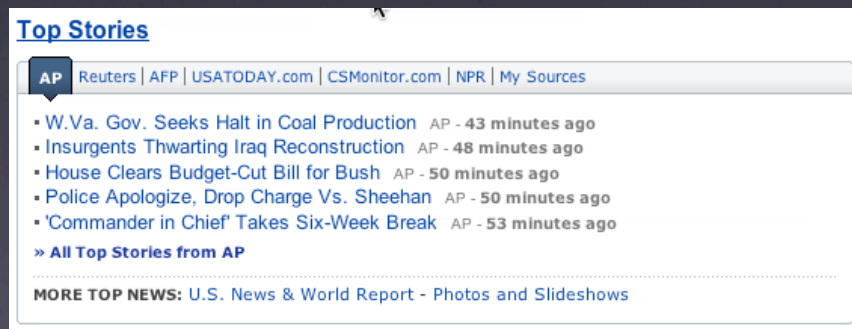 Top Stories
AP Reuters | AFP | USATODAY.com | CSMonitor.com | NPR | My Sources
▪ W.Va. Gov. Seeks Halt in Coal Production AP - 43 minutes ago
▪ Insurgents Thwarting Iraq Reconstruction AP - 48 minutes ago
▪ House Clears Budget-Cut Bill for Bush AP - 50 minutes ago
▪ Police Apologize, Drop Charge Vs. Sheehan AP - 50 minutes ago
▪ 'Commander in Chief' Takes Six-Week Break AP - 53 minutes ago
» All Top Stories from AP
MORE TOP NEWS: U.S. News & World Report - Photos and Slideshows